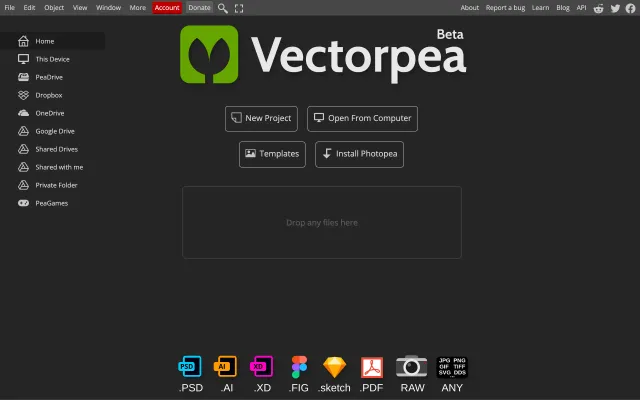 File Edit Object View Window More Account Donate About Report a bug Learn Blog API
Home
This Device
PeaDrive
Dropbox
OneDrive
Google Drive
Shared Drives
Shared with me
Private Folder
PeaGames
Beta
Vectorpea
New Project Open From Computer
Templates Install Photopea
Drop any files here
PSD AI XD JPG PNG
GIF TIFF
SVG DDS
.PSD .AI .XD .FIG .sketch .PDF RAW ANY